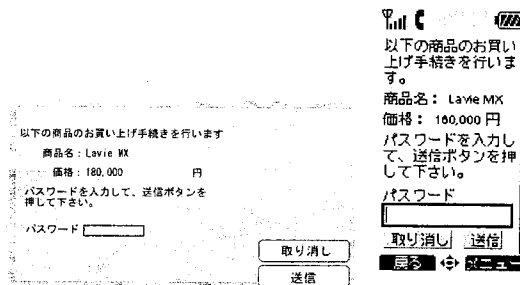 以下の商品のお買い上げ手続きを行います
商品名：Lavie MX
価格：180,000 円
パスワードを入力して、送信ボタンを
押して下さい。
パスワード
取り消し
送信
以下の商品のお買い
上げ手続きを行いま
す。
商品名： Lavie MX
価格： 180,000 円
パスワードを入力し
て、送信ボタンを押
して下さい。
パスワード
取り消し 送信
戻る メニュー